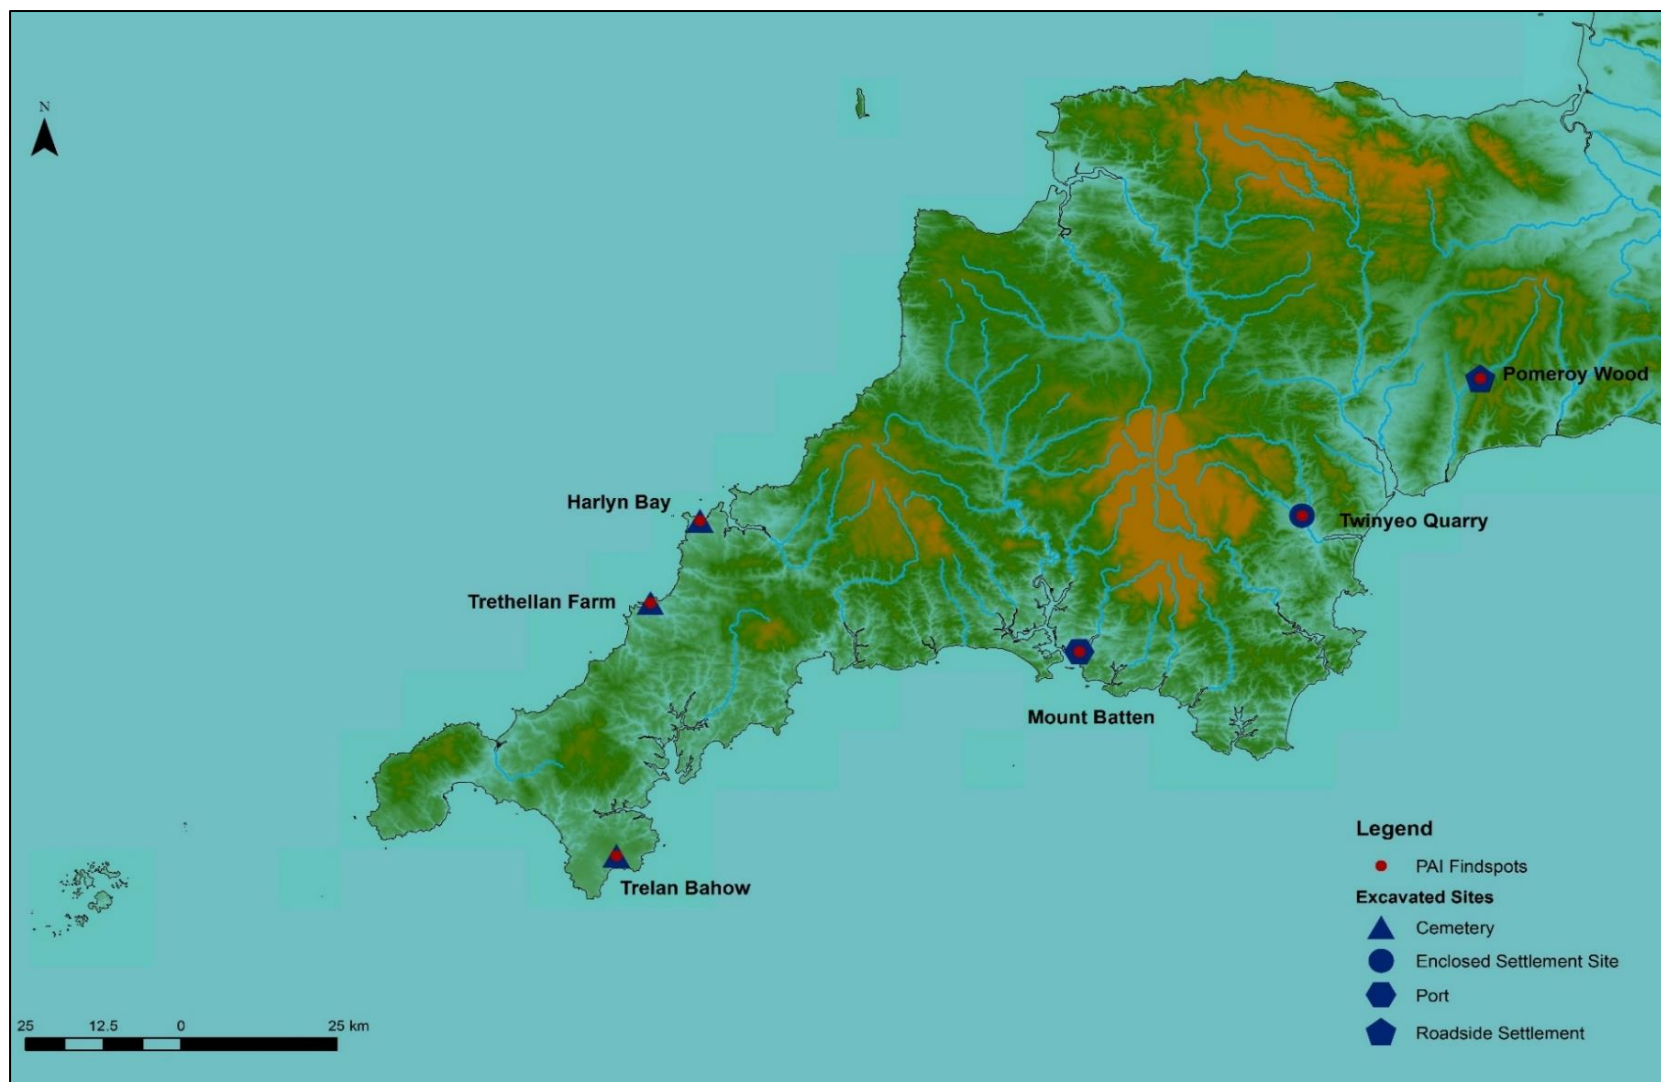 N
Pomeroy Wood
Harlyn Bay
Twinyeo Quarry
Trethellan Farm
Mount Batten
Trelan Bahow
Legend
PAI Findspots
Excavated Sites
Cemetery
Enclosed Settlement Site
Port
Roadside Settlement
25 12.5 0 25 km